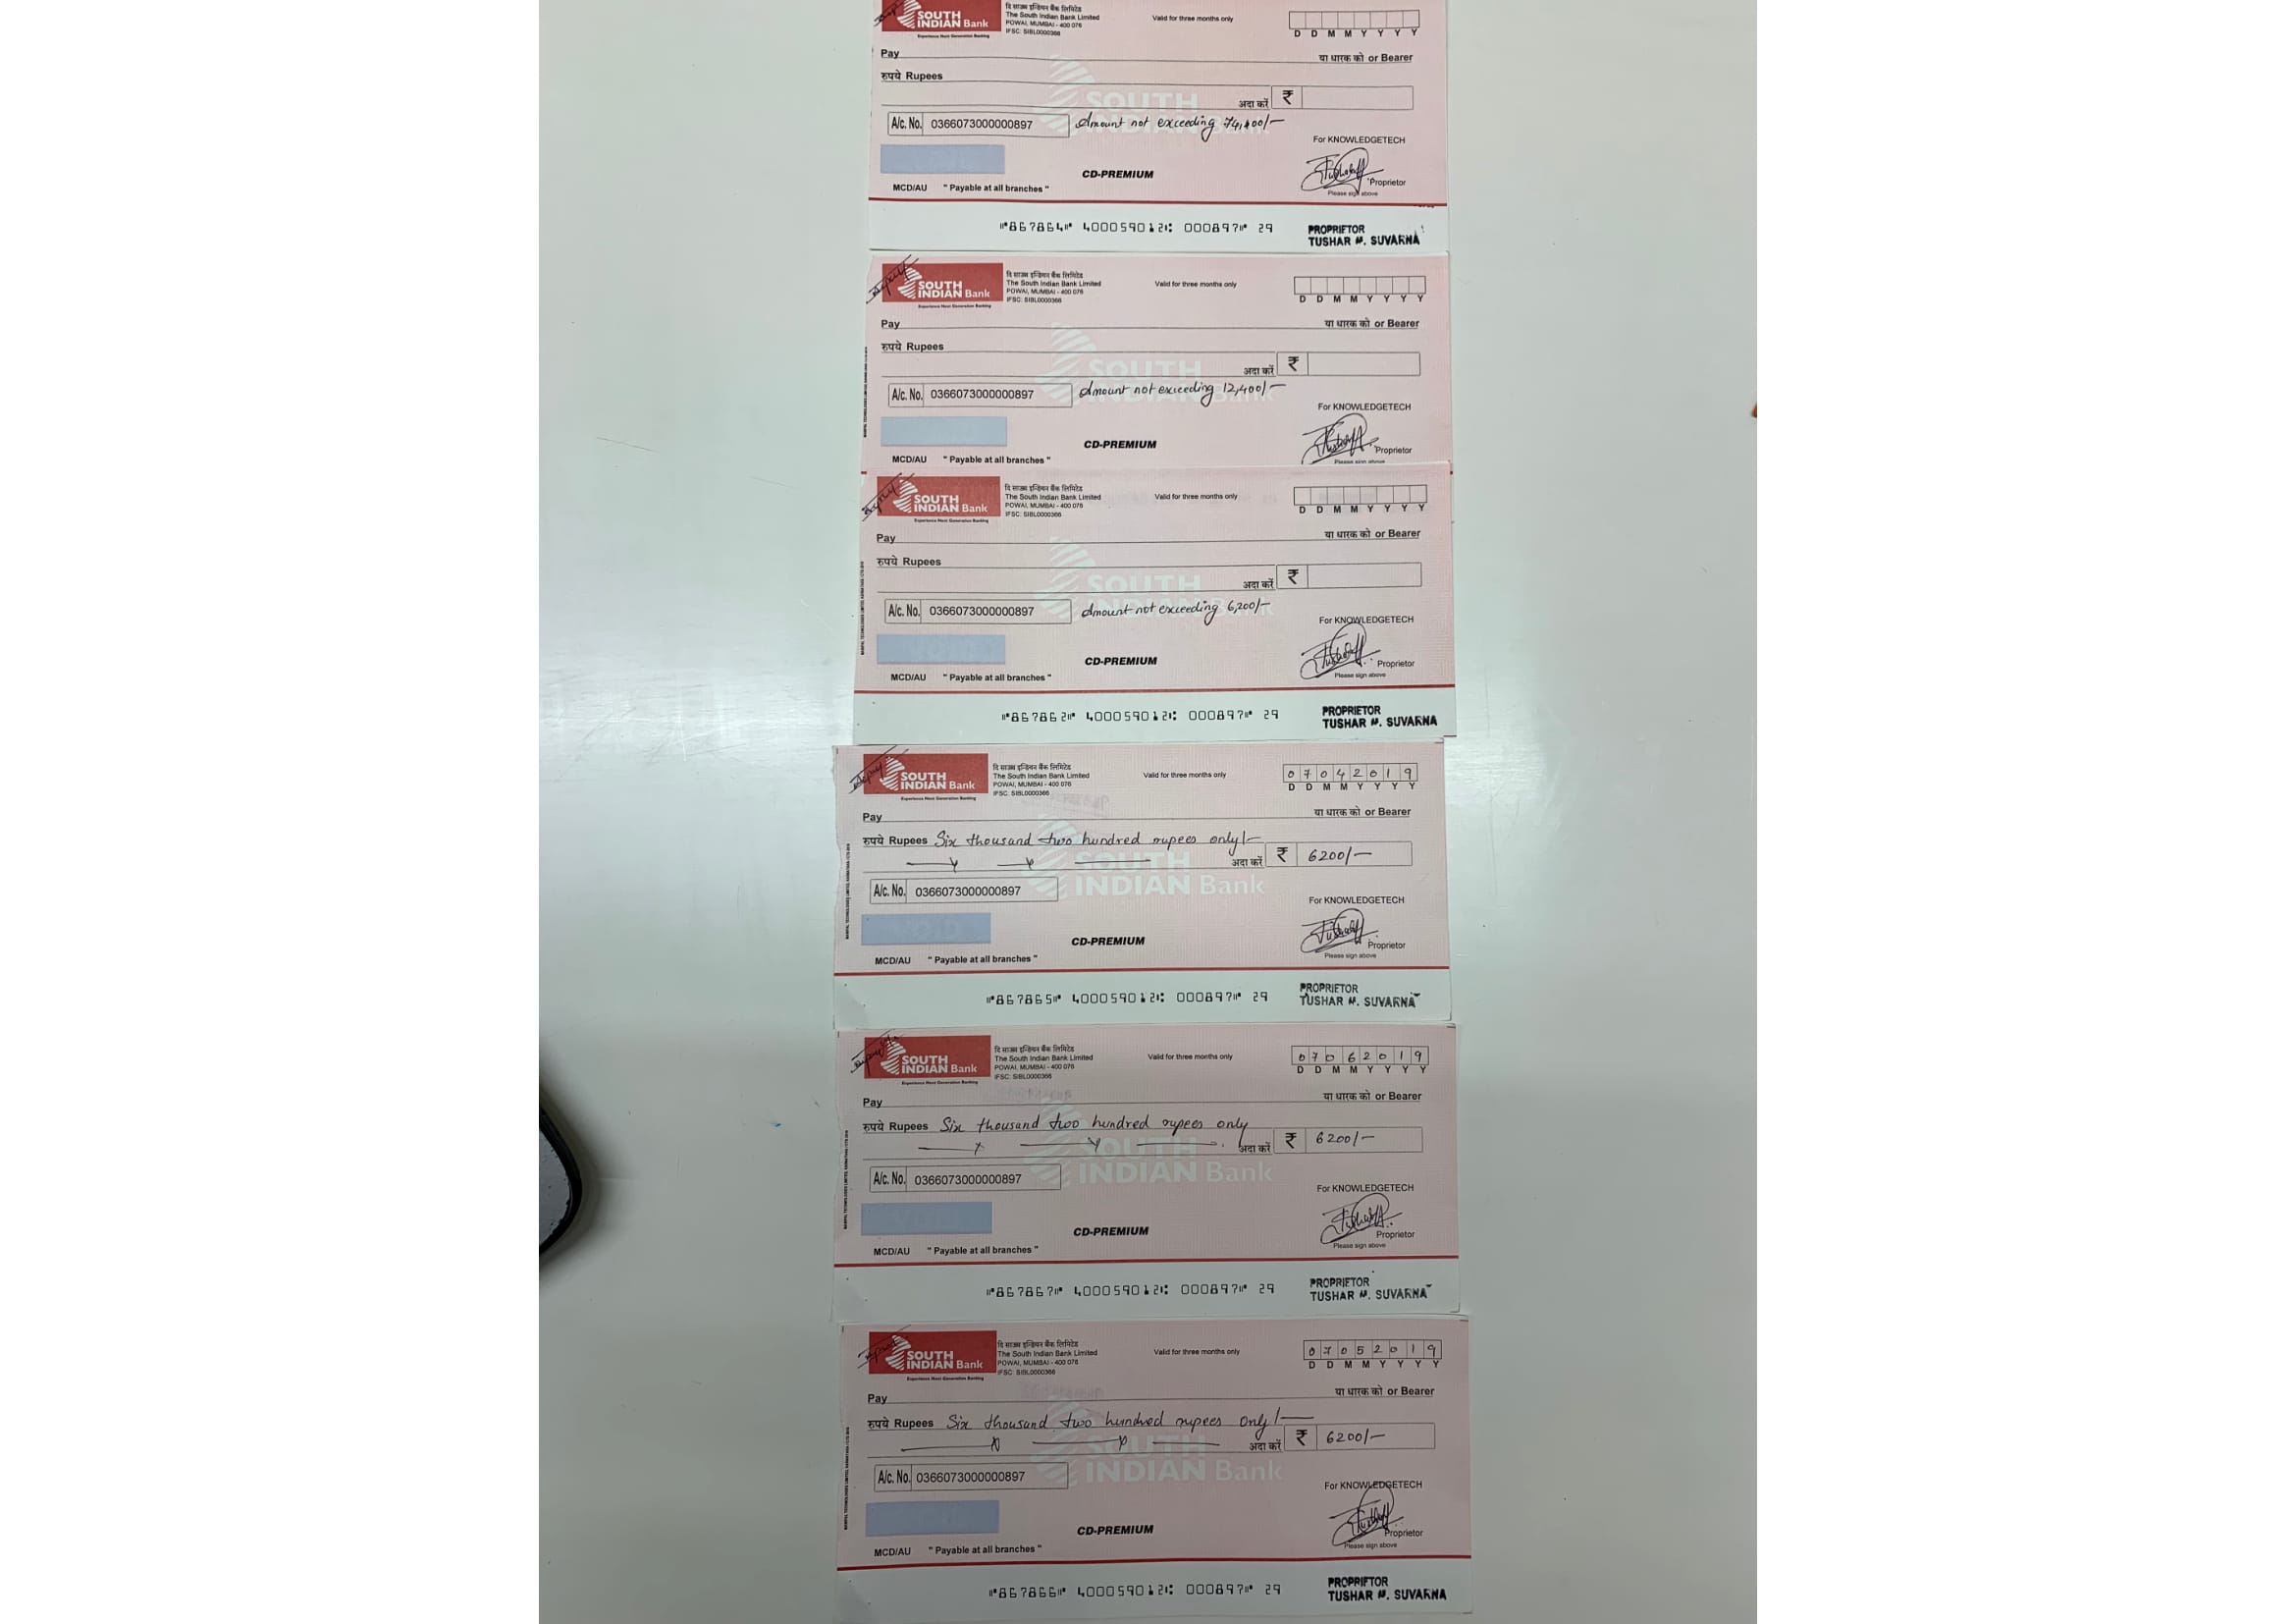 SOUTH
INDIAN Bank
Experience Next Generation Banking
दि साउथ इन्डियन बैंक लिमिटेड
The South Indian Bank Limited
POWAI, MUMBAI - 400 076
IFSC: SIBL0000366
Valid for three months only
D D M M Y Y Y Y
Pay
या धारक को or Bearer
रुपये Rupees
SOUTH
INDIAN Bank
अदा करें ₹
A/c. No. 0366073000000897
Amount not exceeding 74,400/-
For KNOWLEDGETECH
CD-PREMIUM
Proprietor
Please sign above
MCD/AU " Payable at all branches "
⑈867864⑈ 400059012⑆ 000897⑈ 29
PROPRIETOR
TUSHAR M. SUVARNA
SOUTH
INDIAN Bank
Experience Next Generation Banking
दि साउथ इन्डियन बैंक लिमिटेड
The South Indian Bank Limited
POWAI, MUMBAI - 400 076
IFSC: SIBL0000366
Valid for three months only
D D M M Y Y Y Y
Pay
या धारक को or Bearer
रुपये Rupees
SOUTH
INDIAN Bank
अदा करें ₹
A/c. No. 0366073000000897
Amount not exceeding 12,400/-
For KNOWLEDGETECH
CD-PREMIUM
Proprietor
Please sign above
MCD/AU " Payable at all branches "
SOUTH
INDIAN Bank
Experience Next Generation Banking
दि साउथ इन्डियन बैंक लिमिटेड
The South Indian Bank Limited
POWAI, MUMBAI - 400 076
IFSC: SIBL0000366
Valid for three months only
D D M M Y Y Y Y
Pay
या धारक को or Bearer
रुपये Rupees
SOUTH
INDIAN Bank
अदा करें ₹
A/c. No. 0366073000000897
Amount not exceeding 6,200/-
For KNOWLEDGETECH
CD-PREMIUM
Proprietor
Please sign above
MCD/AU " Payable at all branches "
⑈867862⑈ 400059012⑆ 000897⑈ 29
PROPRIETOR
TUSHAR M. SUVARNA
SOUTH
INDIAN Bank
Experience Next Generation Banking
दि साउथ इन्डियन बैंक लिमिटेड
The South Indian Bank Limited
POWAI, MUMBAI - 400 076
IFSC: SIBL0000366
Valid for three months only
0 7 0 4 2 0 1 9
D D M M Y Y Y Y
Pay
या धारक को or Bearer
रुपये Rupees Six thousand two hundred rupees only/-
अदा करें ₹ 6200/-
SOUTH
INDIAN Bank
A/c. No. 0366073000000897
For KNOWLEDGETECH
CD-PREMIUM
Proprietor
Please sign above
MCD/AU " Payable at all branches "
⑈867865⑈ 400059012⑆ 000897⑈ 29
PROPRIETOR
TUSHAR M. SUVARNA
SOUTH
INDIAN Bank
Experience Next Generation Banking
दि साउथ इन्डियन बैंक लिमिटेड
The South Indian Bank Limited
POWAI, MUMBAI - 400 076
IFSC: SIBL0000366
Valid for three months only
0 7 0 6 2 0 1 9
D D M M Y Y Y Y
Pay
या धारक को or Bearer
रुपये Rupees Six thousand two hundred rupees only
अदा करें ₹ 6200/-
SOUTH
INDIAN Bank
A/c. No. 0366073000000897
For KNOWLEDGETECH
CD-PREMIUM
Proprietor
Please sign above
MCD/AU " Payable at all branches "
⑈867867⑈ 400059012⑆ 000897⑈ 29
PROPRIETOR
TUSHAR M. SUVARNA
SOUTH
INDIAN Bank
Experience Next Generation Banking
दि साउथ इन्डियन बैंक लिमिटेड
The South Indian Bank Limited
POWAI, MUMBAI - 400 076
IFSC: SIBL0000366
Valid for three months only
0 7 0 5 2 0 1 9
D D M M Y Y Y Y
Pay
या धारक को or Bearer
रुपये Rupees Six thousand two hundred rupees only/-
अदा करें ₹ 6200/-
SOUTH
INDIAN Bank
A/c. No. 0366073000000897
For KNOWLEDGETECH
CD-PREMIUM
Proprietor
Please sign above
MCD/AU " Payable at all branches "
⑈867866⑈ 400059012⑆ 000897⑈ 29
PROPRIETOR
TUSHAR M. SUVARNA